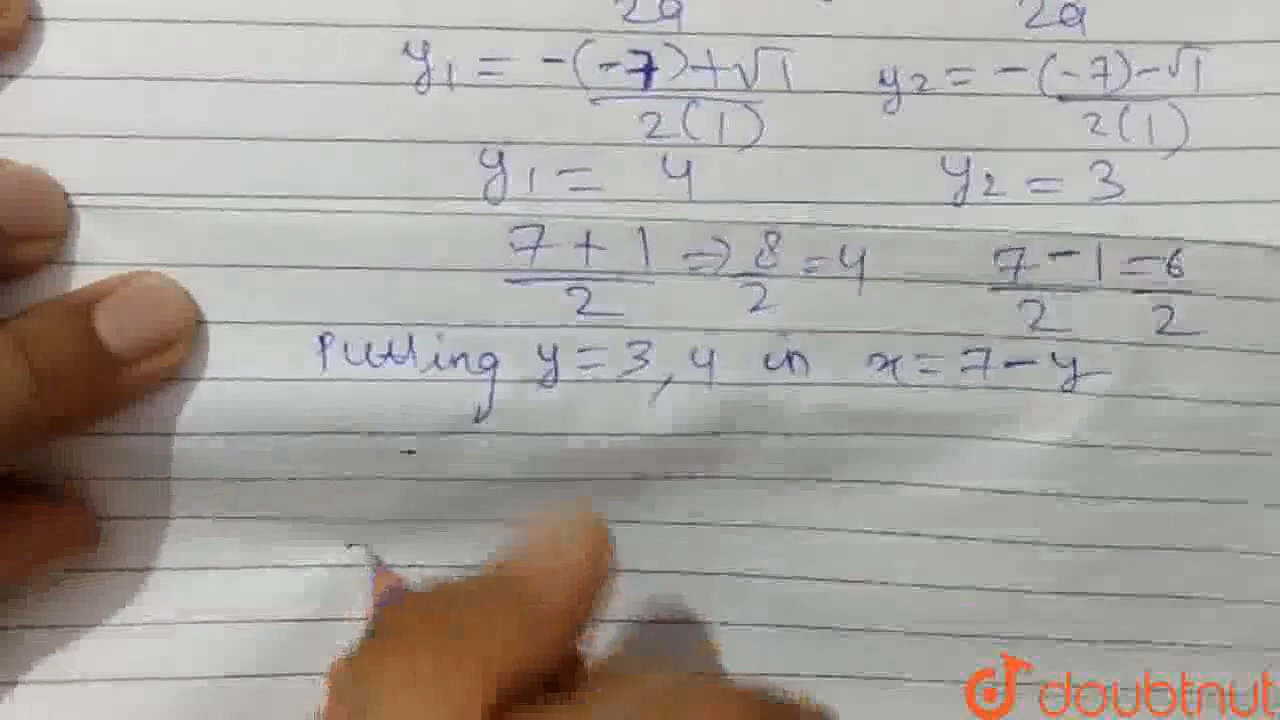 2a 2a
y₁ = -(-7)+√1 / 2(1) y₂ = -(-7)-√1 / 2(1)
y₁ = 4 y₂ = 3
7+1 / 2 => 8/2 = 4 7-1 / 2 = 6/2
Putting y = 3, 4 in x = 7 - y
doubtnut